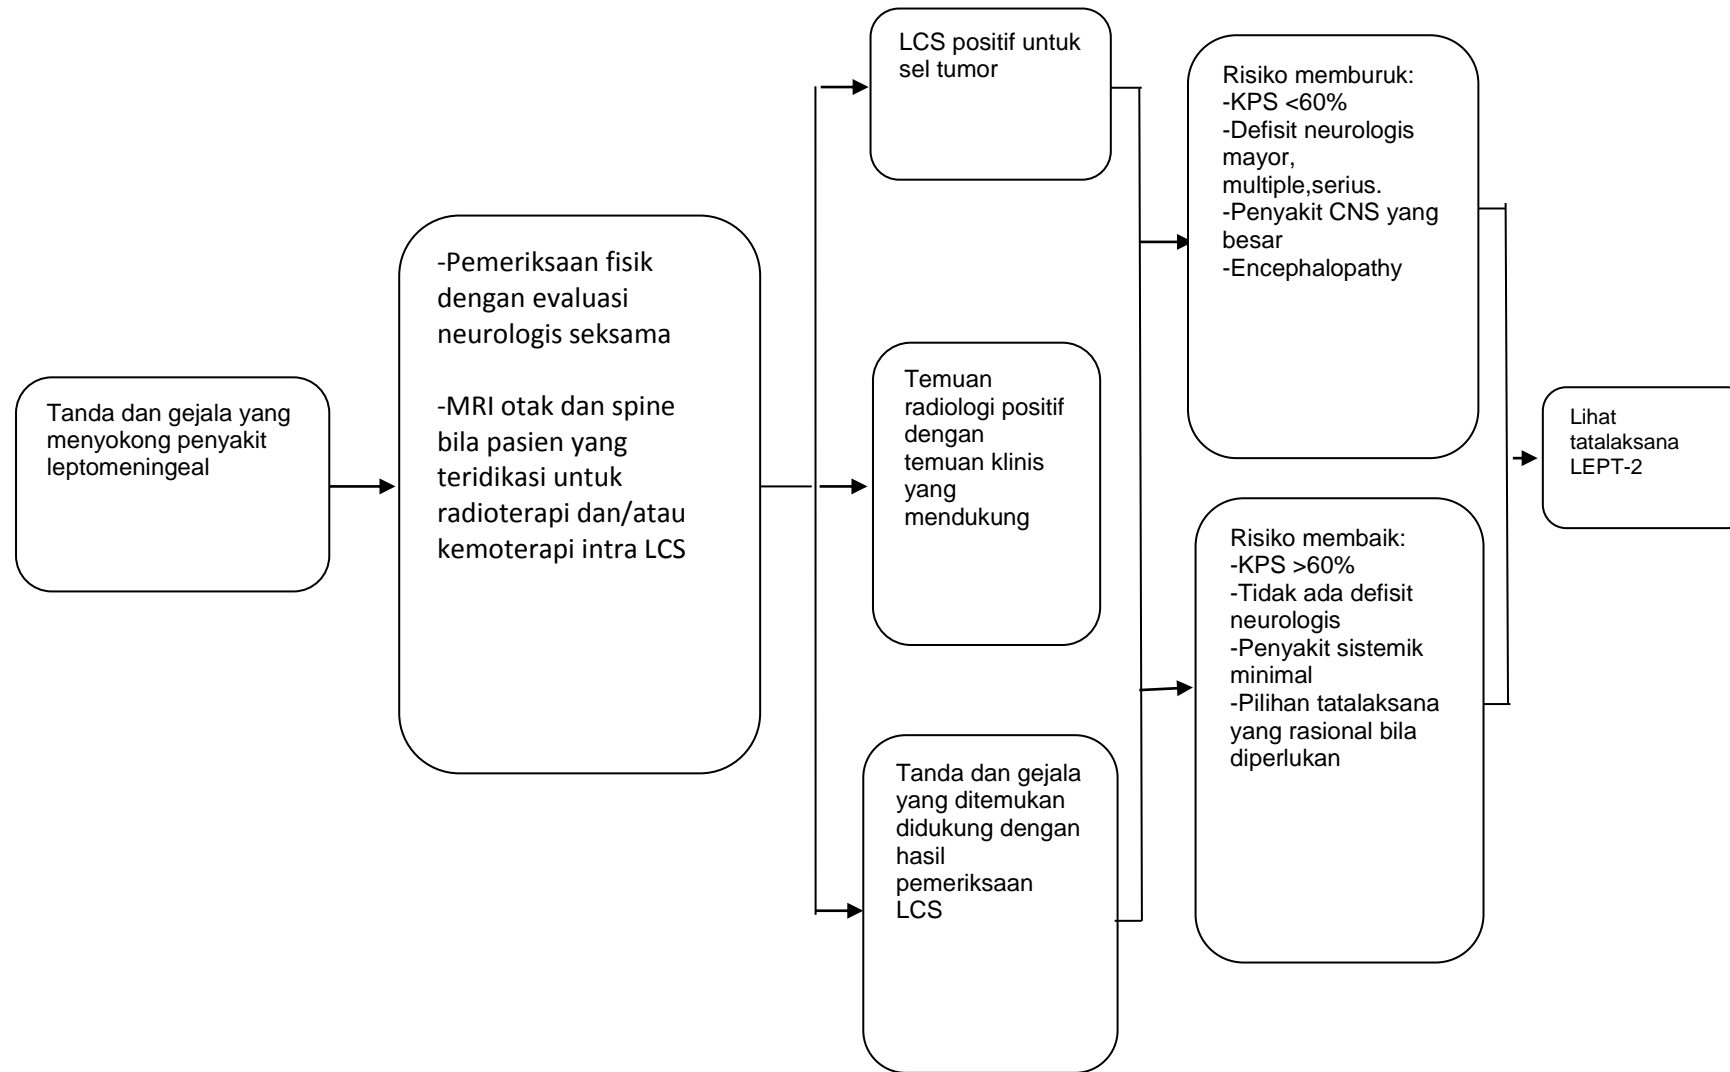 Tanda dan gejala yang
menyokong penyakit
leptomeningeal
-Pemeriksaan fisik
dengan evaluasi
neurologis seksama
-MRI otak dan spine
bila pasien yang
teridikasi untuk
radioterapi dan/atau
kemoterapi intra LCS
LCS positif untuk
sel tumor
Temuan
radiologi positif
dengan
temuan klinis
yang
mendukung
Tanda dan gejala
yang ditemukan
didukung dengan
hasil
pemeriksaan
LCS
Risiko memburuk:
-KPS <60%
-Defisit neurologis
mayor,
multiple,serius.
-Penyakit CNS yang
besar
-Encephalopathy
Risiko membaik:
-KPS >60%
-Tidak ada defisit
neurologis
-Penyakit sistemik
minimal
-Pilihan tatalaksana
yang rasional bila
diperlukan
Lihat
tatalaksana
LEPT-2